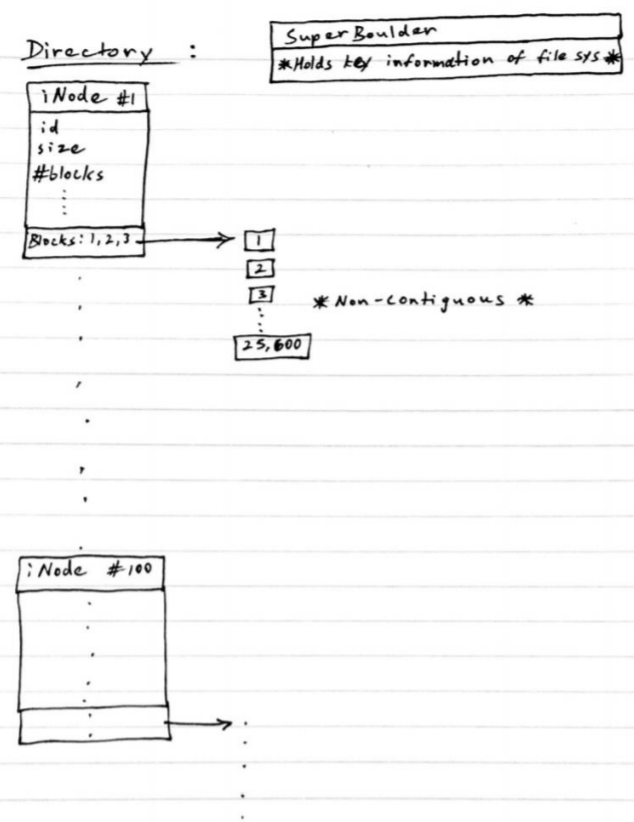 Directory :
SuperBoulder
*Holds key information of file sys*
iNode #1
id
size
#blocks
Blocks: 1, 2, 3
1
2
3
*Non-contiguous*
25,600
iNode #100